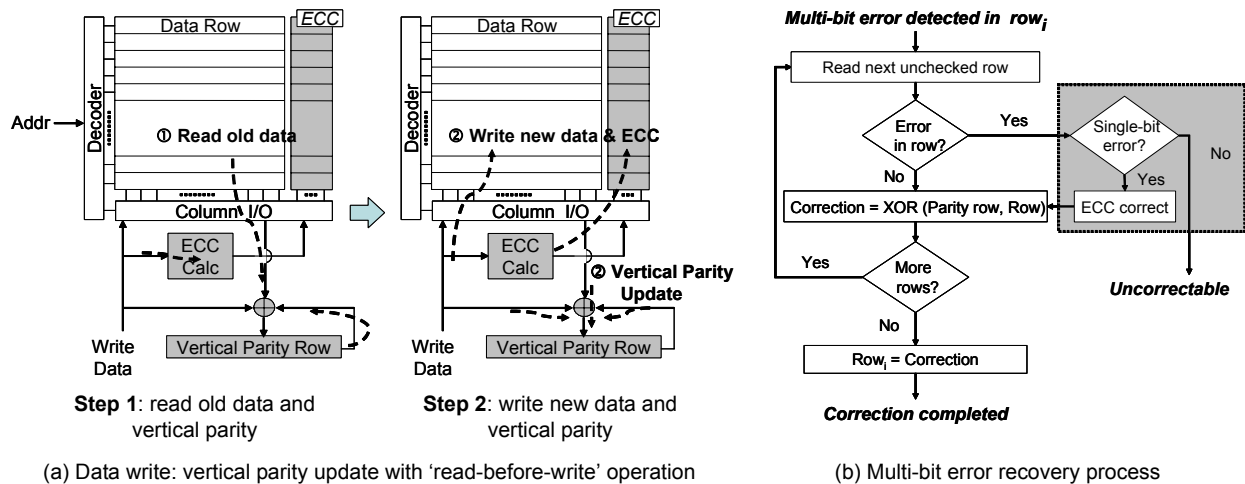 ECC
Data Row
Decoder
Addr
① Read old data
Column I/O
ECC
Calc
Write
Data
Vertical Parity Row
Step 1: read old data and
vertical parity
ECC
Data Row
Decoder
② Write new data & ECC
Column I/O
ECC
Calc
② Vertical Parity
Update
Write
Data
Vertical Parity Row
Step 2: write new data and
vertical parity
(a) Data write: vertical parity update with ‘read-before-write’ operation
Multi-bit error detected in rowi
Read next unchecked row
Error
in row?
Yes
Single-bit
error?
No
No
Yes
Correction = XOR (Parity row, Row)
ECC correct
Yes
More
rows?
Uncorrectable
No
Rowi = Correction
Correction completed
(b) Multi-bit error recovery process